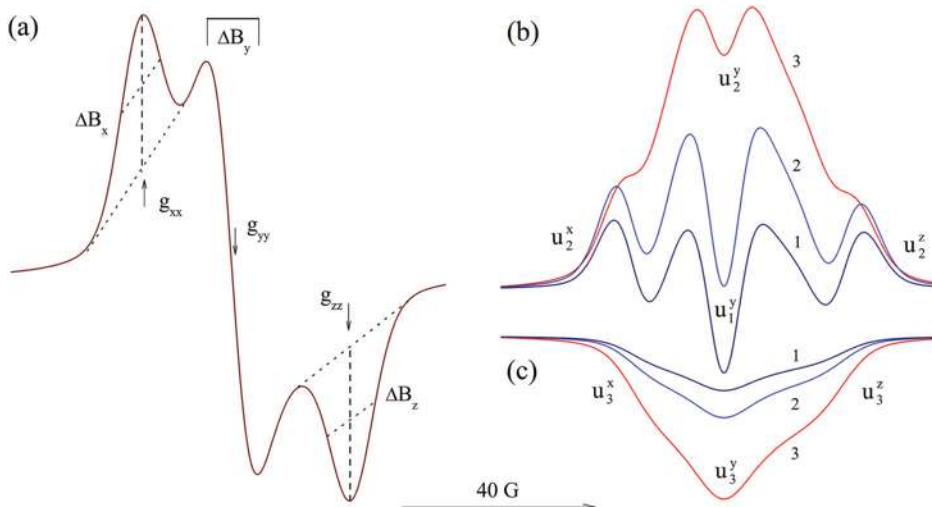 (a)
ΔB_y
ΔB_x
g_xx
g_yy
g_zz
ΔB_z
(b)
3
u_2^y
2
1
u_2^x
u_2^z
u_1^y
(c)
1
u_3^x
2
u_3^z
3
u_3^y
40 G